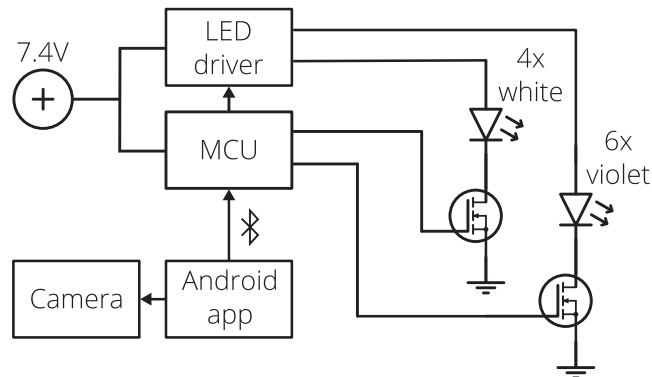 7.4V
LED
driver
4x
white
MCU
6x
violet
Camera
Android
app